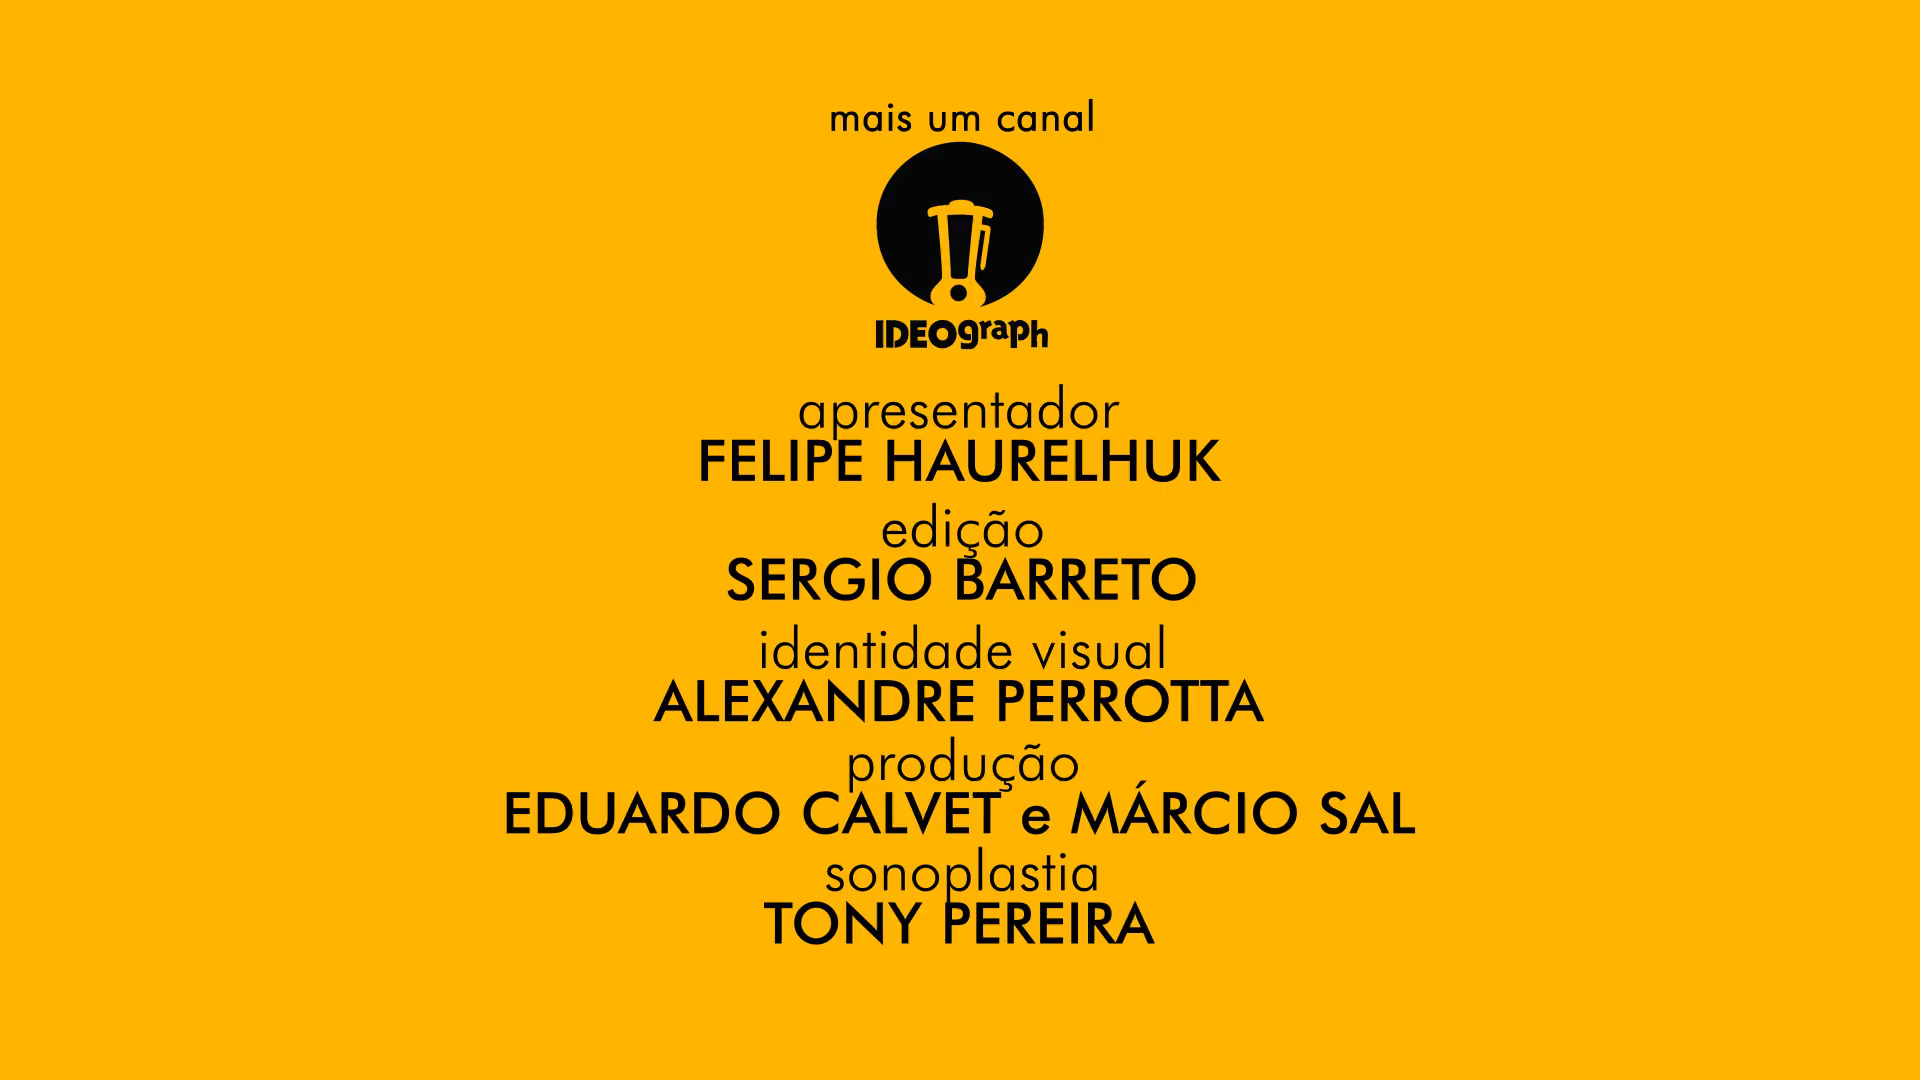 mais um canal
IDEOgraph
apresentador
FELIPE HAURELHUK
edição
SERGIO BARRETO
identidade visual
ALEXANDRE PERROTTA
produção
EDUARDO CALVET e MÁRCIO SAL
sonoplastia
TONY PEREIRA